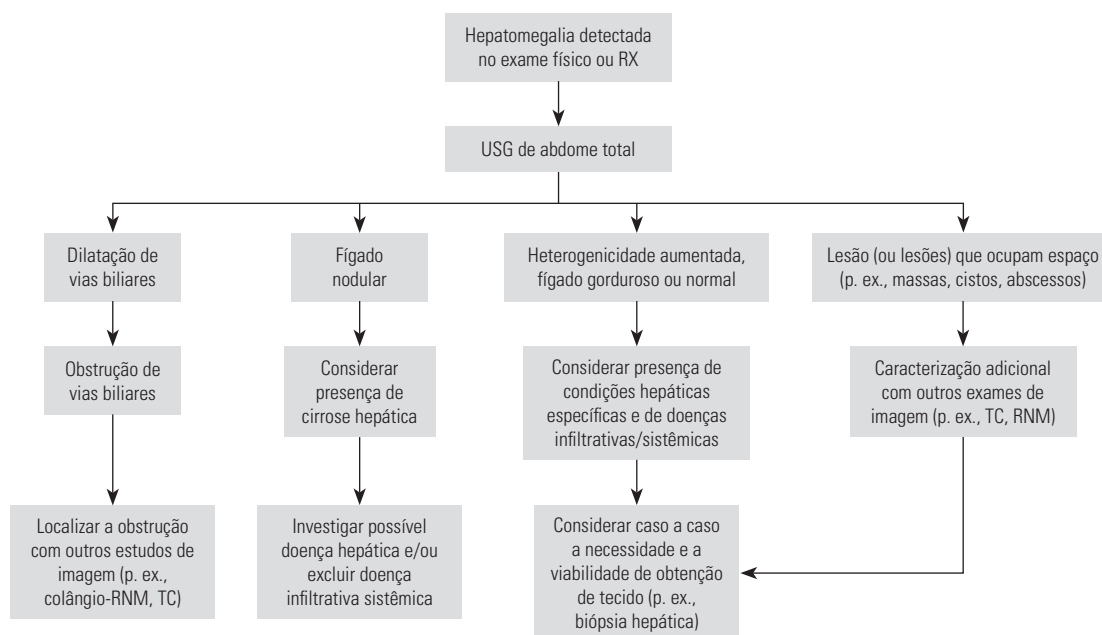 Hepatomegalia detectada
no exame físico ou RX
USG de abdome total
Dilatação de
vias biliares
Fígado
nodular
Heterogenicidade aumentada,
fígado gorduroso ou normal
Lesão (ou lesões) que ocupam espaço
(p. ex., massas, cistos, abscessos)
Obstrução de
vias biliares
Considerar
presença de
cirrose hepática
Considerar presença de
condições hepáticas
específicas e de doenças
infiltrativas/sistêmicas
Caracterização adicional
com outros exames de
imagem (p. ex., TC, RNM)
Localizar a obstrução
com outros estudos de
imagem (p. ex.,
colângio-RNM, TC)
Investigar possível
doença hepática e/ou
excluir doença
infiltrativa sistêmica
Considerar caso a caso
a necessidade e a
viabilidade de obtenção
de tecido (p. ex.,
biópsia hepática)